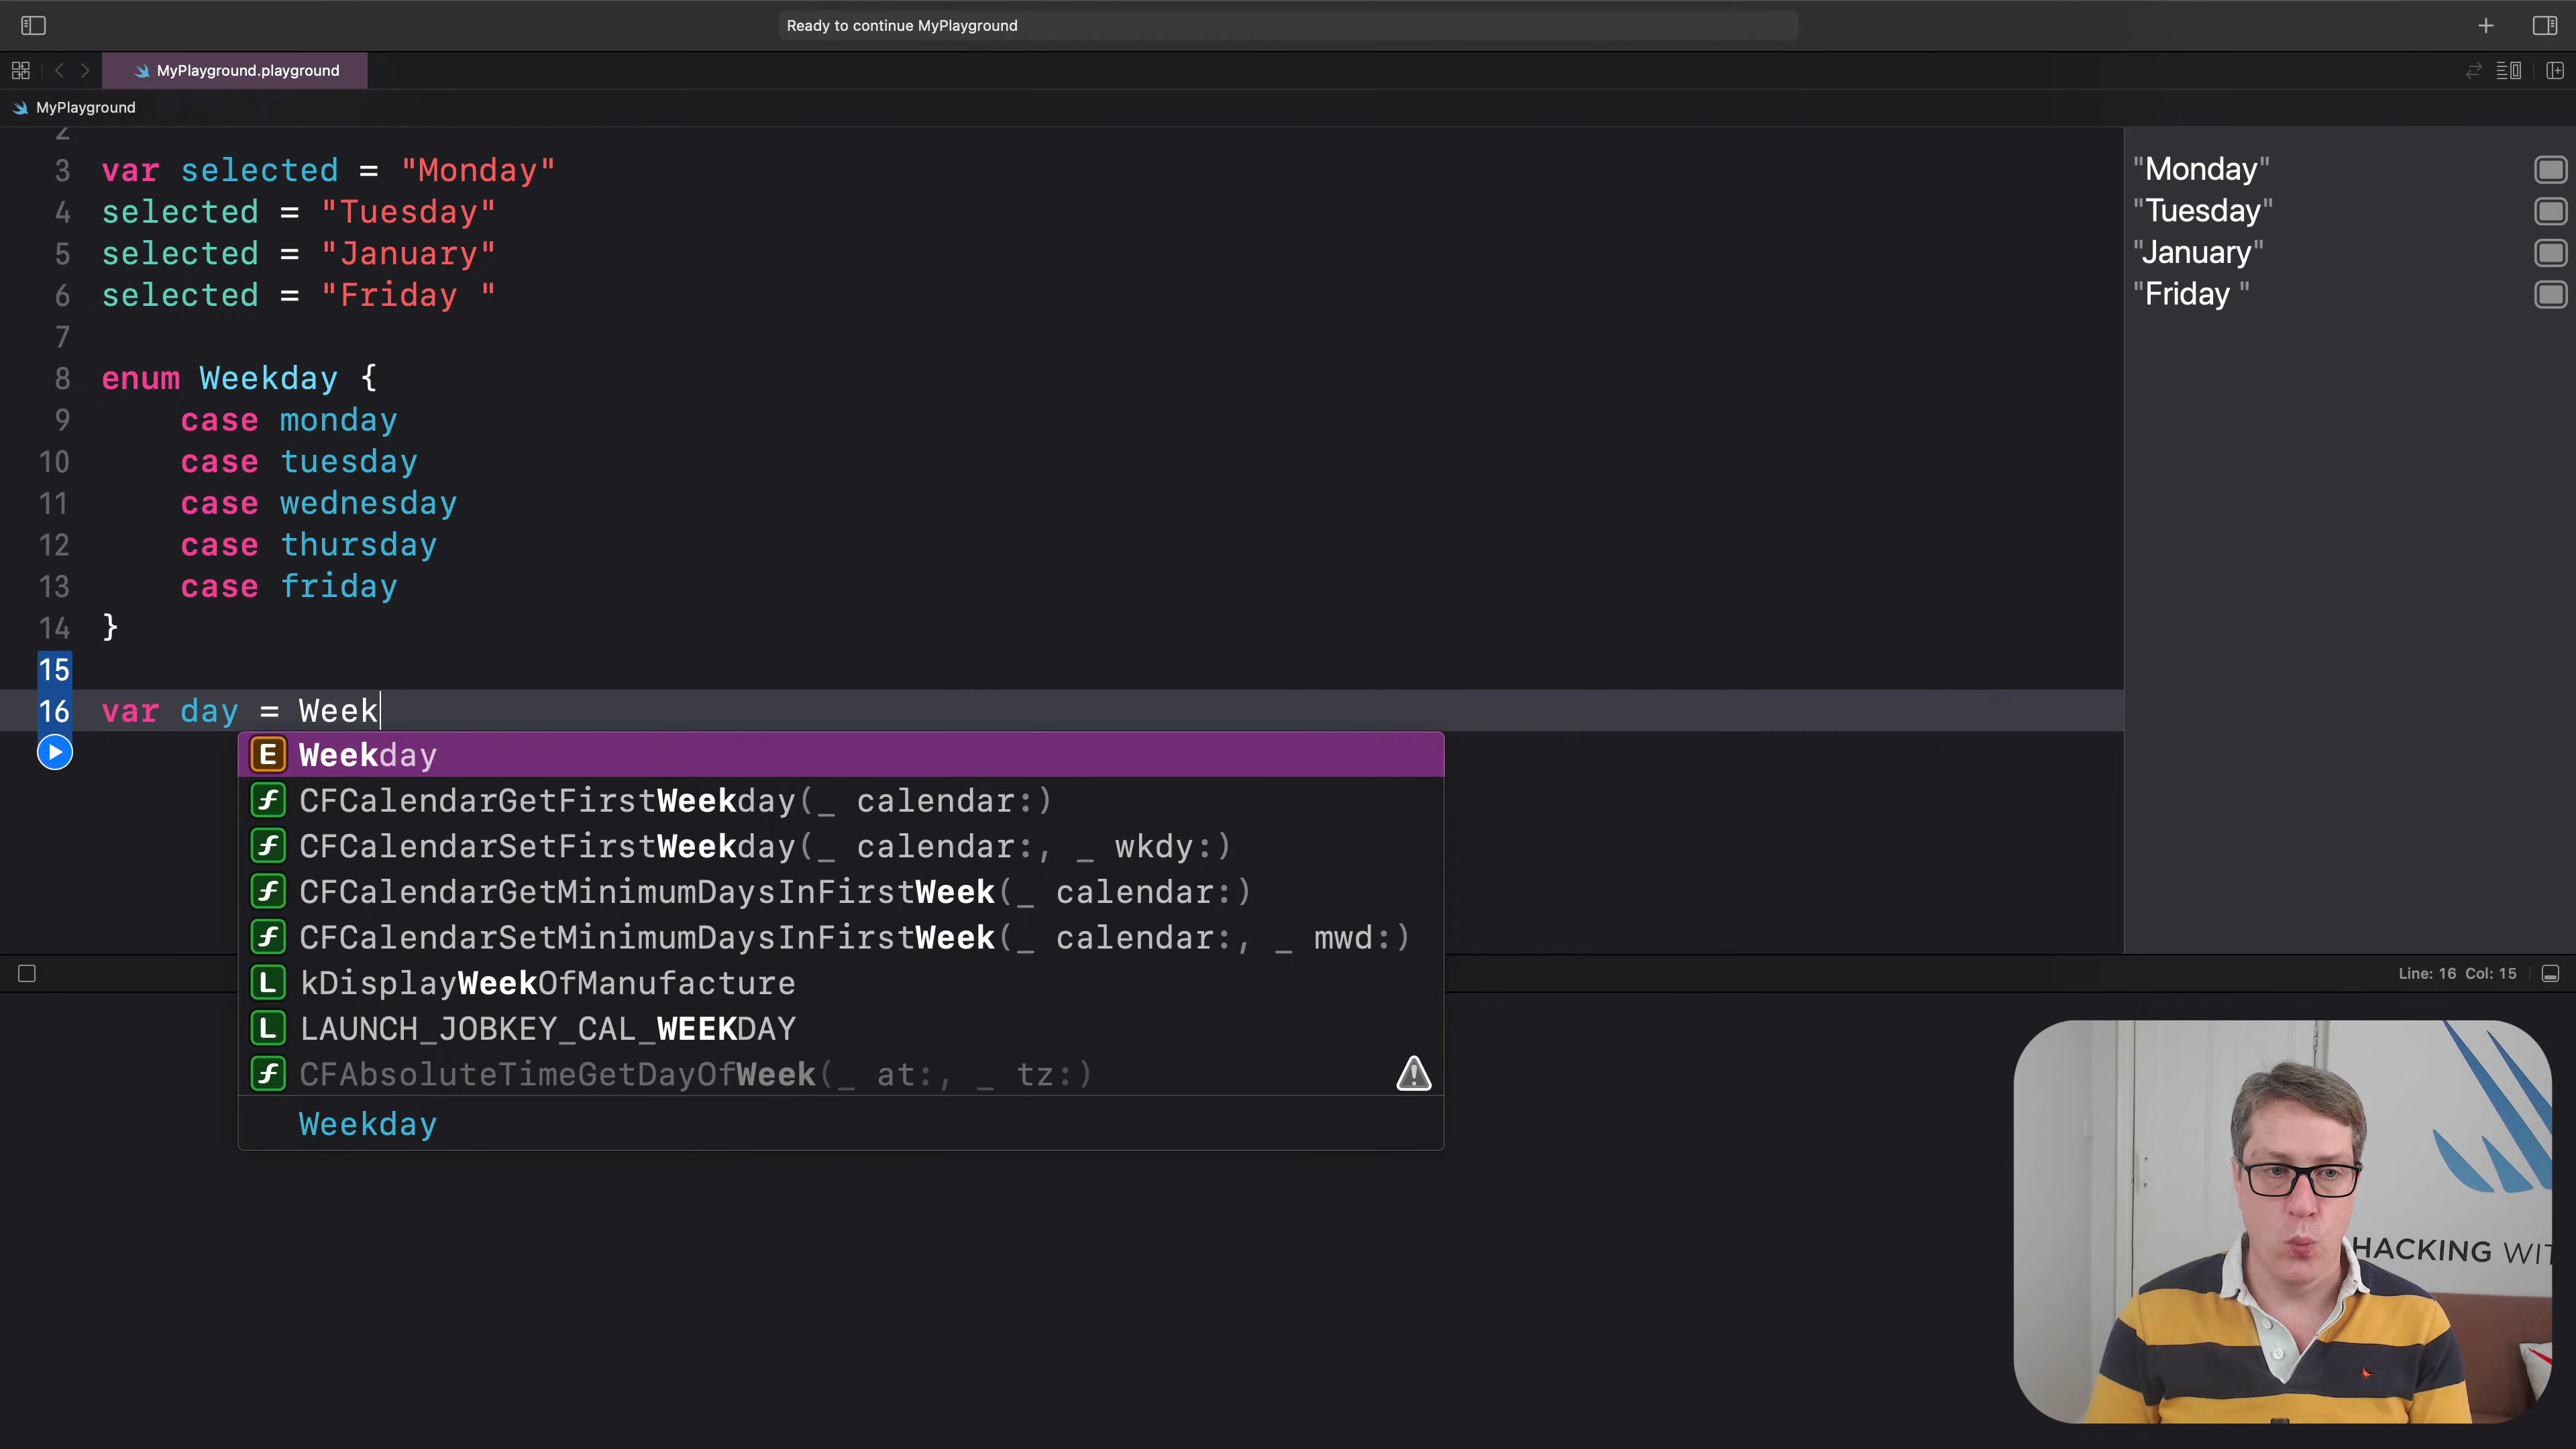 Ready to continue MyPlayground
MyPlayground.playground
MyPlayground
2
3 var selected = "Monday"
4 selected = "Tuesday"
5 selected = "January"
6 selected = "Friday "
7
8 enum Weekday {
9 case monday
10 case tuesday
11 case wednesday
12 case thursday
13 case friday
14 }
15
16 var day = Week
"Monday"
"Tuesday"
"January"
"Friday "
E Weekday
f CFCalendarGetFirstWeekday(_ calendar:)
f CFCalendarSetFirstWeekday(_ calendar:, _ wkdy:)
f CFCalendarGetMinimumDaysInFirstWeek(_ calendar:)
f CFCalendarSetMinimumDaysInFirstWeek(_ calendar:, _ mwd:)
L kDisplayWeekOfManufacture
L LAUNCH_JOBKEY_CAL_WEEKDAY
f CFAbsoluteTimeGetDayOfWeek(_ at:, _ tz:)
Weekday
Line: 16 Col: 15
HACKING WIT